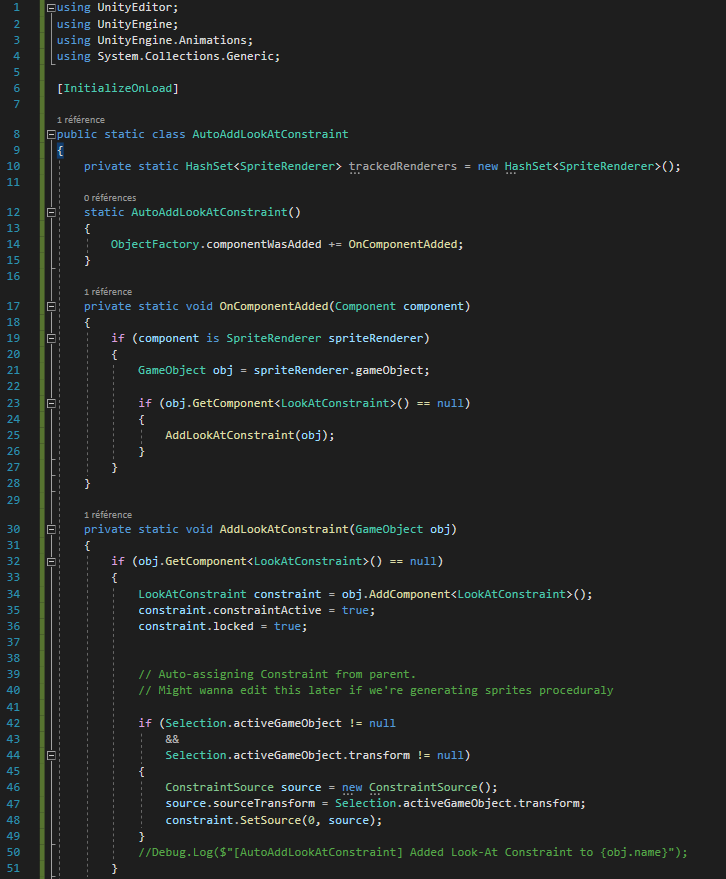 1 using UnityEditor;
2 using UnityEngine;
3 using UnityEngine.Animations;
4 using System.Collections.Generic;
5
6 [InitializeOnLoad]
7
1 référence
8 public static class AutoAddLookAtConstraint
9 {
10 private static HashSet<SpriteRenderer> trackedRenderers = new HashSet<SpriteRenderer>();
11
0 références
12 static AutoAddLookAtConstraint()
13 {
14 ObjectFactory.componentWasAdded += OnComponentAdded;
15 }
16
1 référence
17 private static void OnComponentAdded(Component component)
18 {
19 if (component is SpriteRenderer spriteRenderer)
20 {
21 GameObject obj = spriteRenderer.gameObject;
22
23 if (obj.GetComponent<LookAtConstraint>() == null)
24 {
25 AddLookAtConstraint(obj);
26 }
27 }
28 }
29
1 référence
30 private static void AddLookAtConstraint(GameObject obj)
31 {
32 if (obj.GetComponent<LookAtConstraint>() == null)
33 {
34 LookAtConstraint constraint = obj.AddComponent<LookAtConstraint>();
35 constraint.constraintActive = true;
36 constraint.locked = true;
37
38
39 // Auto-assigning Constraint from parent.
40 // Might wanna edit this later if we're generating sprites proceduraly
41
42 if (Selection.activeGameObject != null
43 &&
44 Selection.activeGameObject.transform != null)
45 {
46 ConstraintSource source = new ConstraintSource();
47 source.sourceTransform = Selection.activeGameObject.transform;
48 constraint.SetSource(0, source);
49 }
50 //Debug.Log($"[AutoAddLookAtConstraint] Added Look-At Constraint to {obj.name}");
51 }